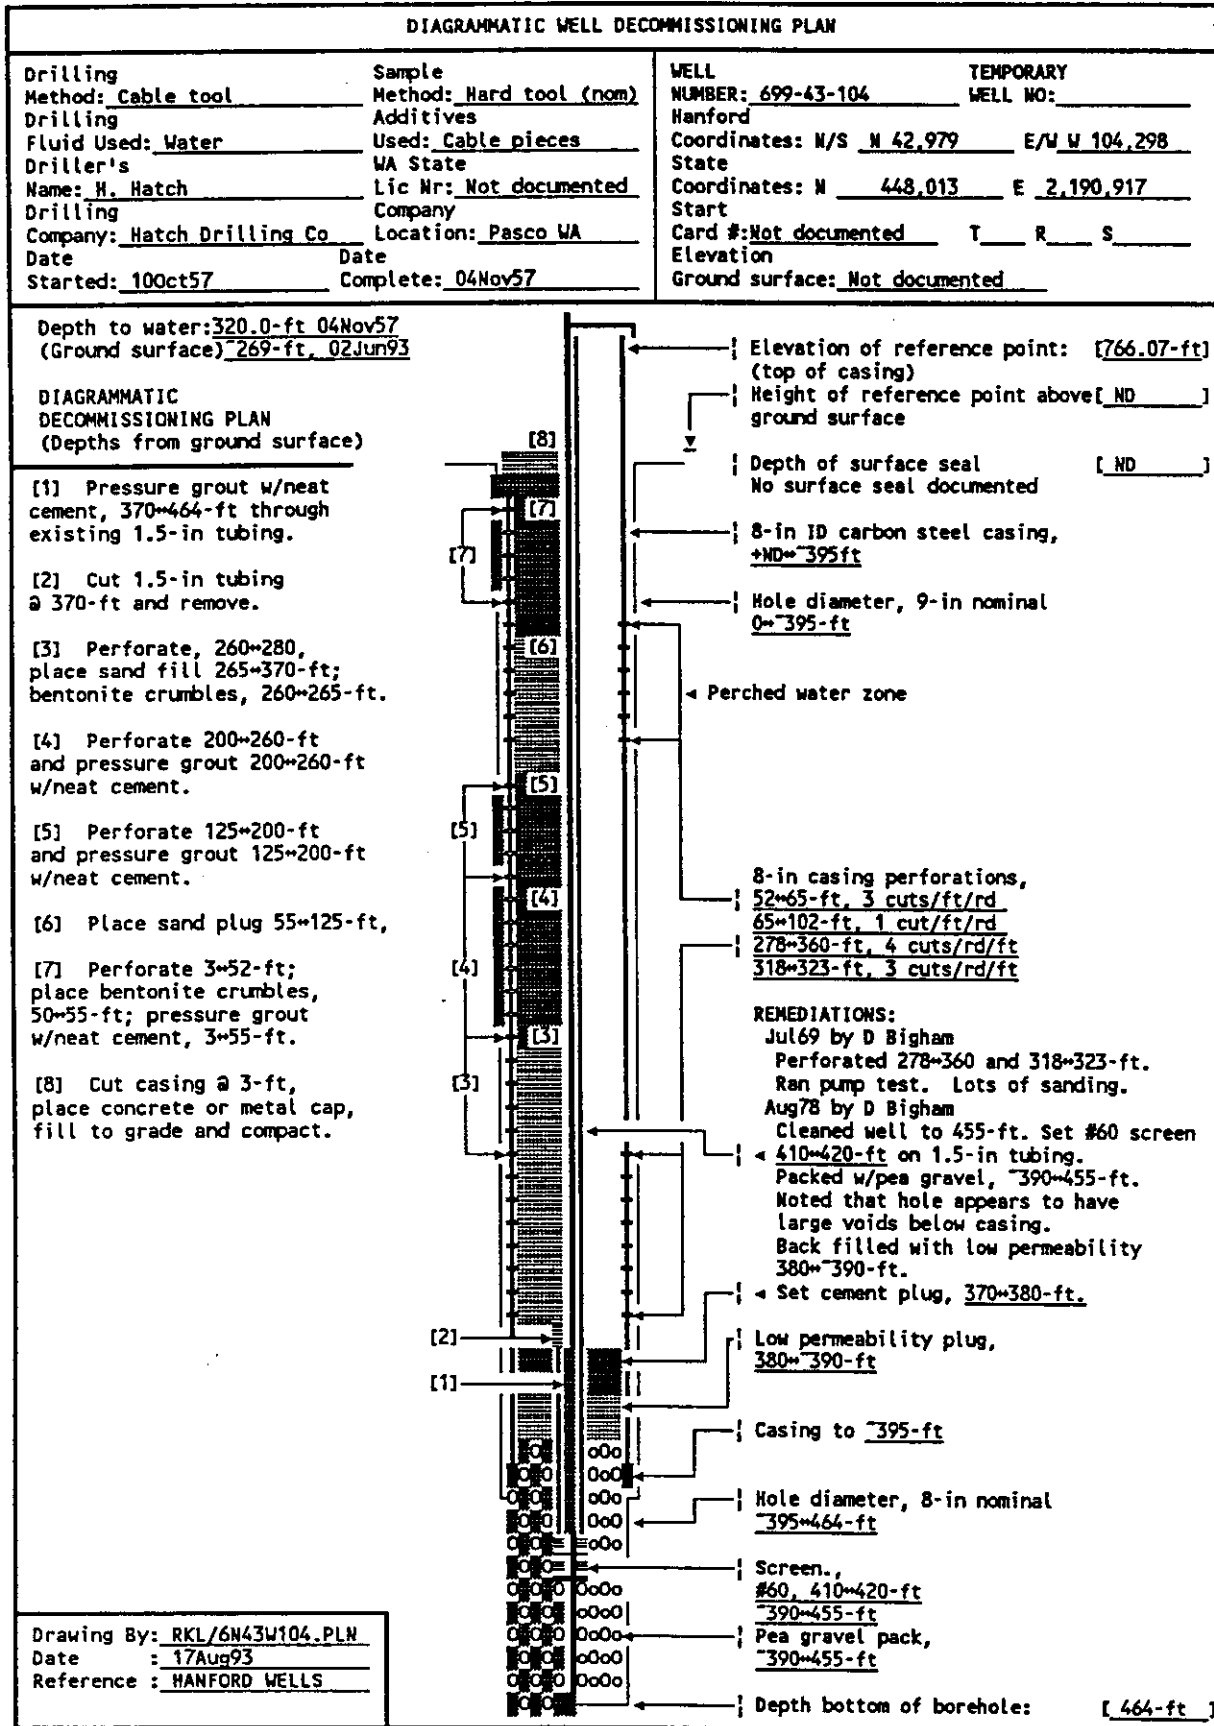 DIAGRAMMATIC WELL DECOMMISSIONING PLAN
Drilling Method: Cable tool
Sample Method: Hard tool (nom)
Drilling Fluid Used: Water
Additives Used: Cable pieces
Driller's Name: H. Hatch
WA State Lic Nr: Not documented
Drilling Company: Hatch Drilling Co
Company Location: Pasco WA
Date Started: 10Oct57
Date Complete: 04Nov57
WELL NUMBER: 699-43-104
TEMPORARY WELL NO:
Hanford Coordinates: N/S N 42,979 E/W W 104,298
State Coordinates: N 448,013 E 2,190,917
Start Card #:Not documented T R S
Elevation Ground surface: Not documented
Depth to water:320.0-ft 04Nov57
(Ground surface) ~269-ft, 02Jun93
DIAGRAMMATIC
DECOMMISSIONING PLAN
(Depths from ground surface)
[1] Pressure grout w/neat
cement, 370↔464-ft through
existing 1.5-in tubing.
[2] Cut 1.5-in tubing
@ 370-ft and remove.
[3] Perforate, 260↔280,
place sand fill 265↔370-ft;
bentonite crumbles, 260↔265-ft.
[4] Perforate 200↔260-ft
and pressure grout 200↔260-ft
w/neat cement.
[5] Perforate 125↔200-ft
and pressure grout 125↔200-ft
w/neat cement.
[6] Place sand plug 55↔125-ft,
[7] Perforate 3↔52-ft;
place bentonite crumbles,
50↔55-ft; pressure grout
w/neat cement, 3↔55-ft.
[8] Cut casing @ 3-ft,
place concrete or metal cap,
fill to grade and compact.
[8]
[7]
[7]
[6]
[5]
[5]
[4]
[4]
[3]
[3]
[2]
[1]
Elevation of reference point: [766.07-ft]
(top of casing)
Height of reference point above[ ND ]
ground surface
Depth of surface seal [ ND ]
No surface seal documented
8-in ID carbon steel casing,
+ND↔~395ft
Hole diameter, 9-in nominal
0↔~395-ft
Perched water zone
8-in casing perforations,
52↔65-ft, 3 cuts/ft/rd
65↔102-ft, 1 cut/ft/rd
278↔360-ft, 4 cuts/rd/ft
318↔323-ft, 3 cuts/rd/ft
REMEDIATIONS:
Jul69 by D Bigham
Perforated 278↔360 and 318↔323-ft.
Ran pump test. Lots of sanding.
Aug78 by D Bigham
Cleaned well to 455-ft. Set #60 screen
410↔420-ft on 1.5-in tubing.
Packed w/pea gravel, ~390↔455-ft.
Noted that hole appears to have
large voids below casing.
Back filled with low permeability
380↔~390-ft.
Set cement plug, 370↔380-ft.
Low permeability plug,
380↔~390-ft
Casing to ~395-ft
Hole diameter, 8-in nominal
~395↔464-ft
Screen.,
#60, 410↔420-ft
~390↔455-ft
Pea gravel pack,
~390↔455-ft
Depth bottom of borehole: [ 464-ft ]
Drawing By: RKL/6N43W104.PLN
Date : 17Aug93
Reference : HANFORD WELLS